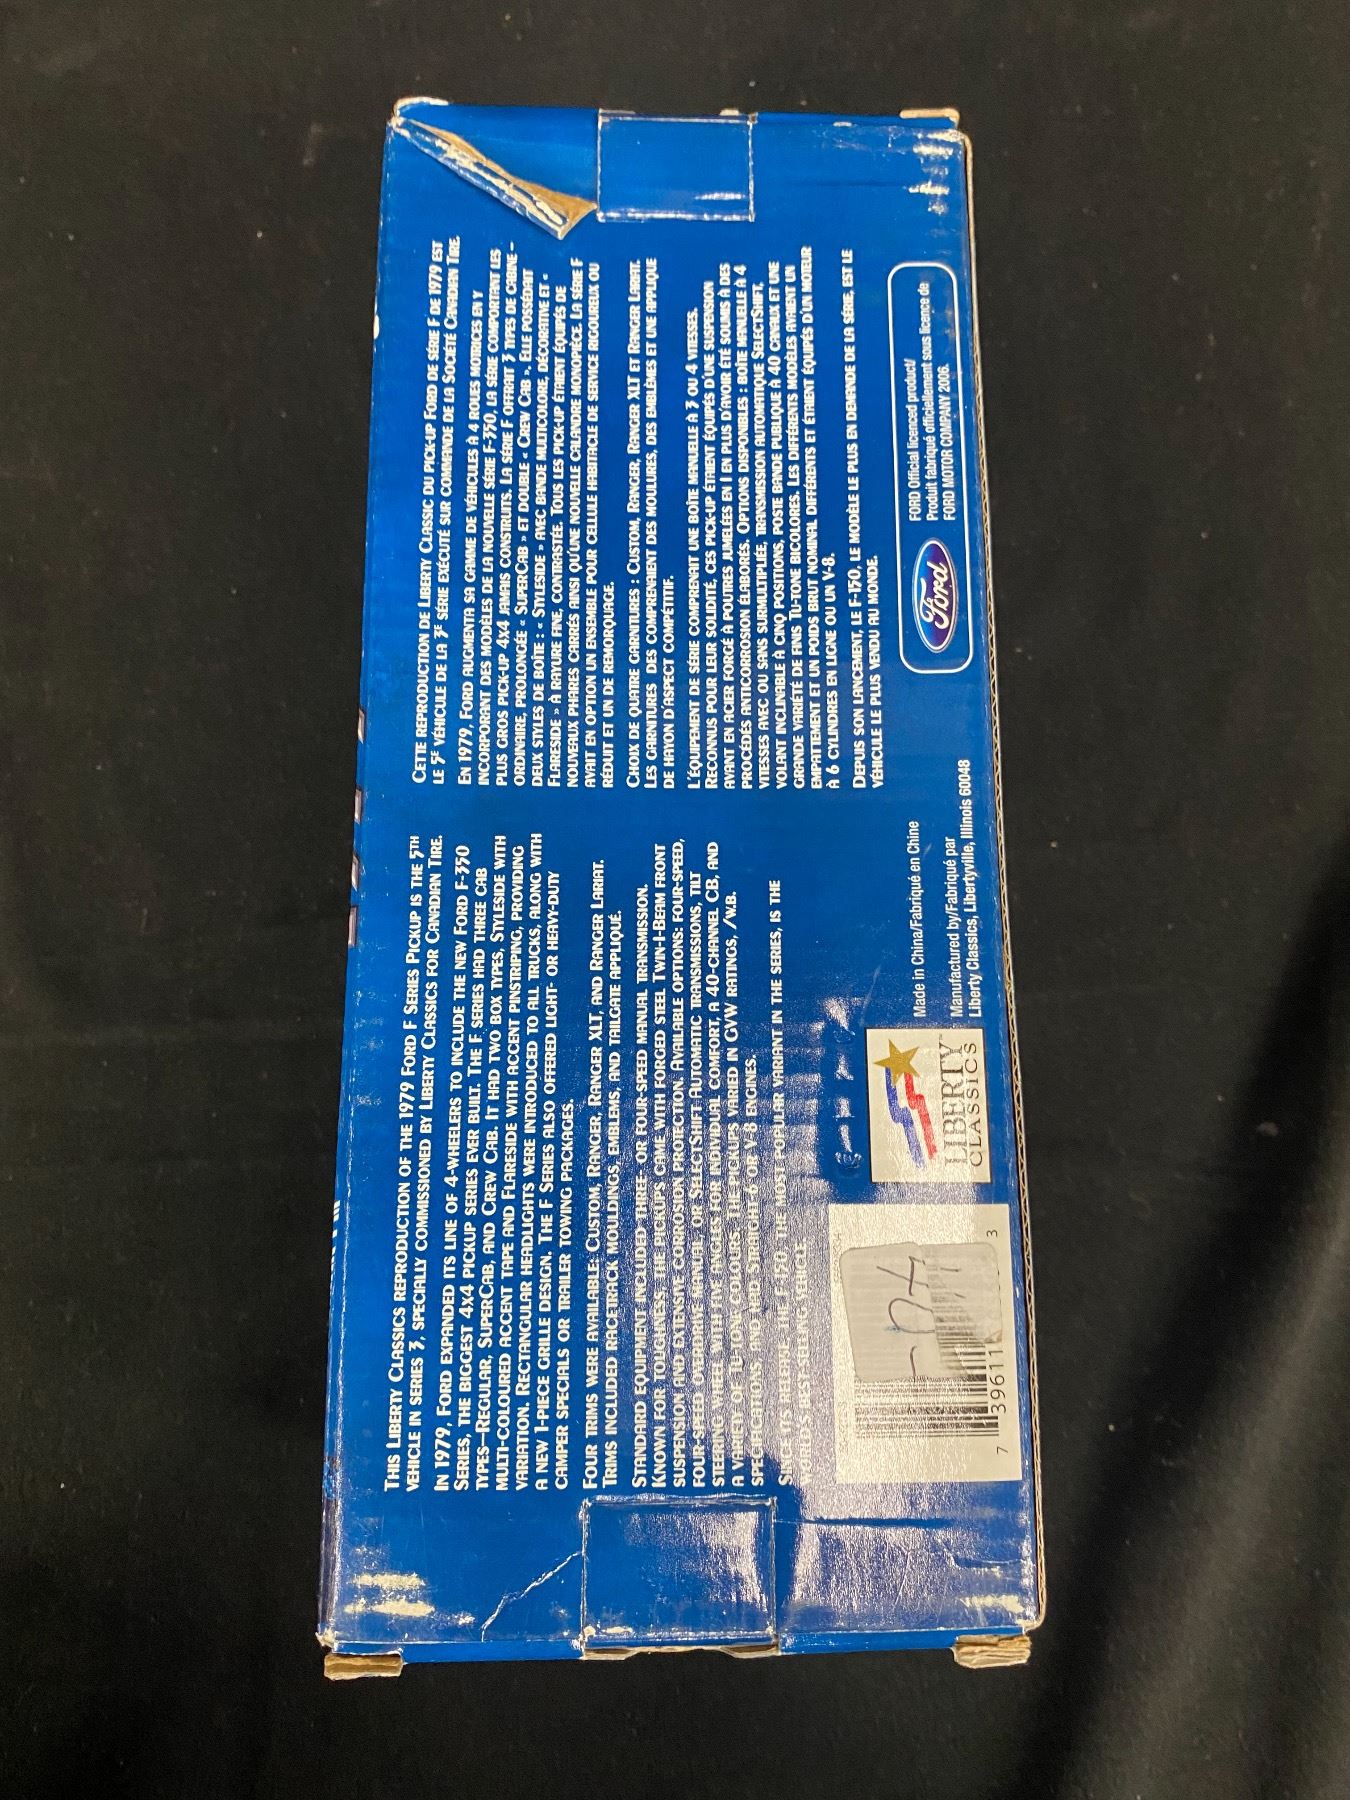 THIS LIBERTY CLASSICS REPRODUCTION OF THE 1979 FORD F SERIES PICKUP IS THE 5TH
VEHICLE IN SERIES 3, SPECIALLY COMMISSIONED BY LIBERTY CLASSICS FOR CANADIAN TIRE.
IN 1979, FORD EXPANDED ITS LINE OF 4-WHEELERS TO INCLUDE THE NEW FORD F-350
SERIES, THE BIGGEST 4X4 PICKUP SERIES EVER BUILT. THE F SERIES HAD THREE CAB
TYPES—REGULAR, SUPERCAB, AND CREW CAB. IT HAD TWO BOX TYPES, STYLESIDE WITH
MULTI-COLOURED ACCENT TAPE AND FLARESIDE WITH ACCENT PINSTRIPING, PROVIDING
VARIATION. RECTANGULAR HEADLIGHTS WERE INTRODUCED TO ALL TRUCKS, ALONG WITH
A NEW 1-PIECE GRILLE DESIGN. THE F SERIES ALSO OFFERED LIGHT- OR HEAVY-DUTY
CAMPER SPECIALS OR TRAILER TOWING PACKAGES.
FOUR TRIMS WERE AVAILABLE: CUSTOM, RANGER, RANGER XLT, AND RANGER LARIAT.
TRIMS INCLUDED RACETRACK MOULDINGS, EMBLEMS, AND TAILGATE APPLIQUÉ.
STANDARD EQUIPMENT INCLUDED THREE- OR FOUR-SPEED MANUAL TRANSMISSION.
KNOWN FOR TOUGHNESS, THE PICKUPS CAME WITH FORGED STEEL TWIN-I-BEAM FRONT
SUSPENSION AND EXTENSIVE CORROSION PROTECTION. AVAILABLE OPTIONS: FOUR-SPEED,
FOUR-SPEED OVERDRIVE MANUAL, OR SELECTSHIFT AUTOMATIC TRANSMISSIONS, TILT
STEERING WHEEL WITH FIVE ANGLES FOR INDIVIDUAL COMFORT, A 40-CHANNEL CB, AND
A VARIETY OF TU-TONE COLOURS. THE PICKUPS VARIED IN GVW RATINGS, /W.B.
SPECIFICATIONS AND HAD STRAIGHT-6 OR V-8 ENGINES.
SINCE ITS RELEASE, THE F-150, THE MOST POPULAR VARIANT IN THE SERIES, IS THE
WORLD'S BEST-SELLING VEHICLE.
CETTE REPRODUCTION DE LIBERTY CLASSIC DU PICK-UP FORD DE SÉRIE F DE 1979 EST
LE 5E VÉHICULE DE LA 3E SÉRIE EXÉCUTÉ SUR COMMANDE DE LA SOCIÉTÉ CANADIAN TIRE.
EN 1979, FORD AUGMENTA SA GAMME DE VÉHICULES À 4 ROUES MOTRICES EN Y
INCORPORANT DES MODÈLES DE LA NOUVELLE SÉRIE F-350, LA SÉRIE COMPORTANT LES
PLUS GROS PICK-UP 4X4 JAMAIS CONSTRUITS. LA SÉRIE F OFFRAIT 3 TYPES DE CABINE -
ORDINAIRE, PROLONGÉE « SUPERCAB » ET DOUBLE « CREW CAB ». ELLE POSSÉDAIT
DEUX STYLES DE BOÎTE : « STYLESIDE » AVEC BANDE MULTICOLORE, DÉCORATIVE ET «
FLARESIDE » À RAYURE FINE, CONTRASTÉE. TOUS LES PICK-UP ÉTAIENT ÉQUIPÉS DE
NOUVEAUX PHARES CARRÉS AINSI QU'UNE NOUVELLE CALANDRE MONOPIÈCE. LA SÉRIE F
AVAIT EN OPTION UN ENSEMBLE POUR CELLULE HABITACLE DE SERVICE RIGOUREUX OU
RÉDUIT ET UN DE REMORQUAGE.
CHOIX DE QUATRE GARNITURES : CUSTOM, RANGER, RANGER XLT ET RANGER LARIAT.
LES GARNITURES DES COMPRENAIENT DES MOULURES, DES EMBLÈMES ET UNE APPLIQUE
DE HAYON D'ASPECT COMPÉTITIF.
L'ÉQUIPEMENT DE SÉRIE COMPRENAIT UNE BOÎTE MANUELLE À 3 OU 4 VITESSES.
RECONNUS POUR LEUR SOLIDITÉ, CES PICK-UP ÉTAIENT ÉQUIPÉS D'UNE SUSPENSION
AVANT EN ACIER FORGÉ À POUTRES JUMELÉES EN I EN PLUS D'AVOIR ÉTÉ SOUMIS À DES
PROCÉDÉS ANTICORROSION ÉLABORÉS. OPTIONS DISPONIBLES : BOÎTE MANUELLE À 4
VITESSES AVEC OU SANS SURMULTIPLIÉE, TRANSMISSION AUTOMATIQUE SELECTSHIFT,
VOLANT INCLINABLE À CINQ POSITIONS, POSTE BANDE PUBLIQUE À 40 CANAUX ET UNE
GRANDE VARIÉTÉ DE FINIS TU-TONE BICOLORES. LES DIFFÉRENTS MODÈLES AVAIENT UN
EMPATTEMENT ET UN POIDS BRUT NOMINAL DIFFÉRENTS ET ÉTAIENT ÉQUIPÉS D'UN MOTEUR
À 6 CYLINDRES EN LIGNE OU UN V-8.
DEPUIS SON LANCEMENT, LE F-150, LE MODÈLE LE PLUS EN DEMANDE DE LA SÉRIE, EST LE
VÉHICULE LE PLUS VENDU AU MONDE.
7 39611 3
LIBERTY™
CLASSICS
Made in China/Fabriqué en Chine
Manufactured by/Fabriqué par
Liberty Classics, Libertyville, Illinois 60048
Ford
FORD Official licenced product/
Produit fabriqué officiellement sous licence de
FORD MOTOR COMPANY 2006.